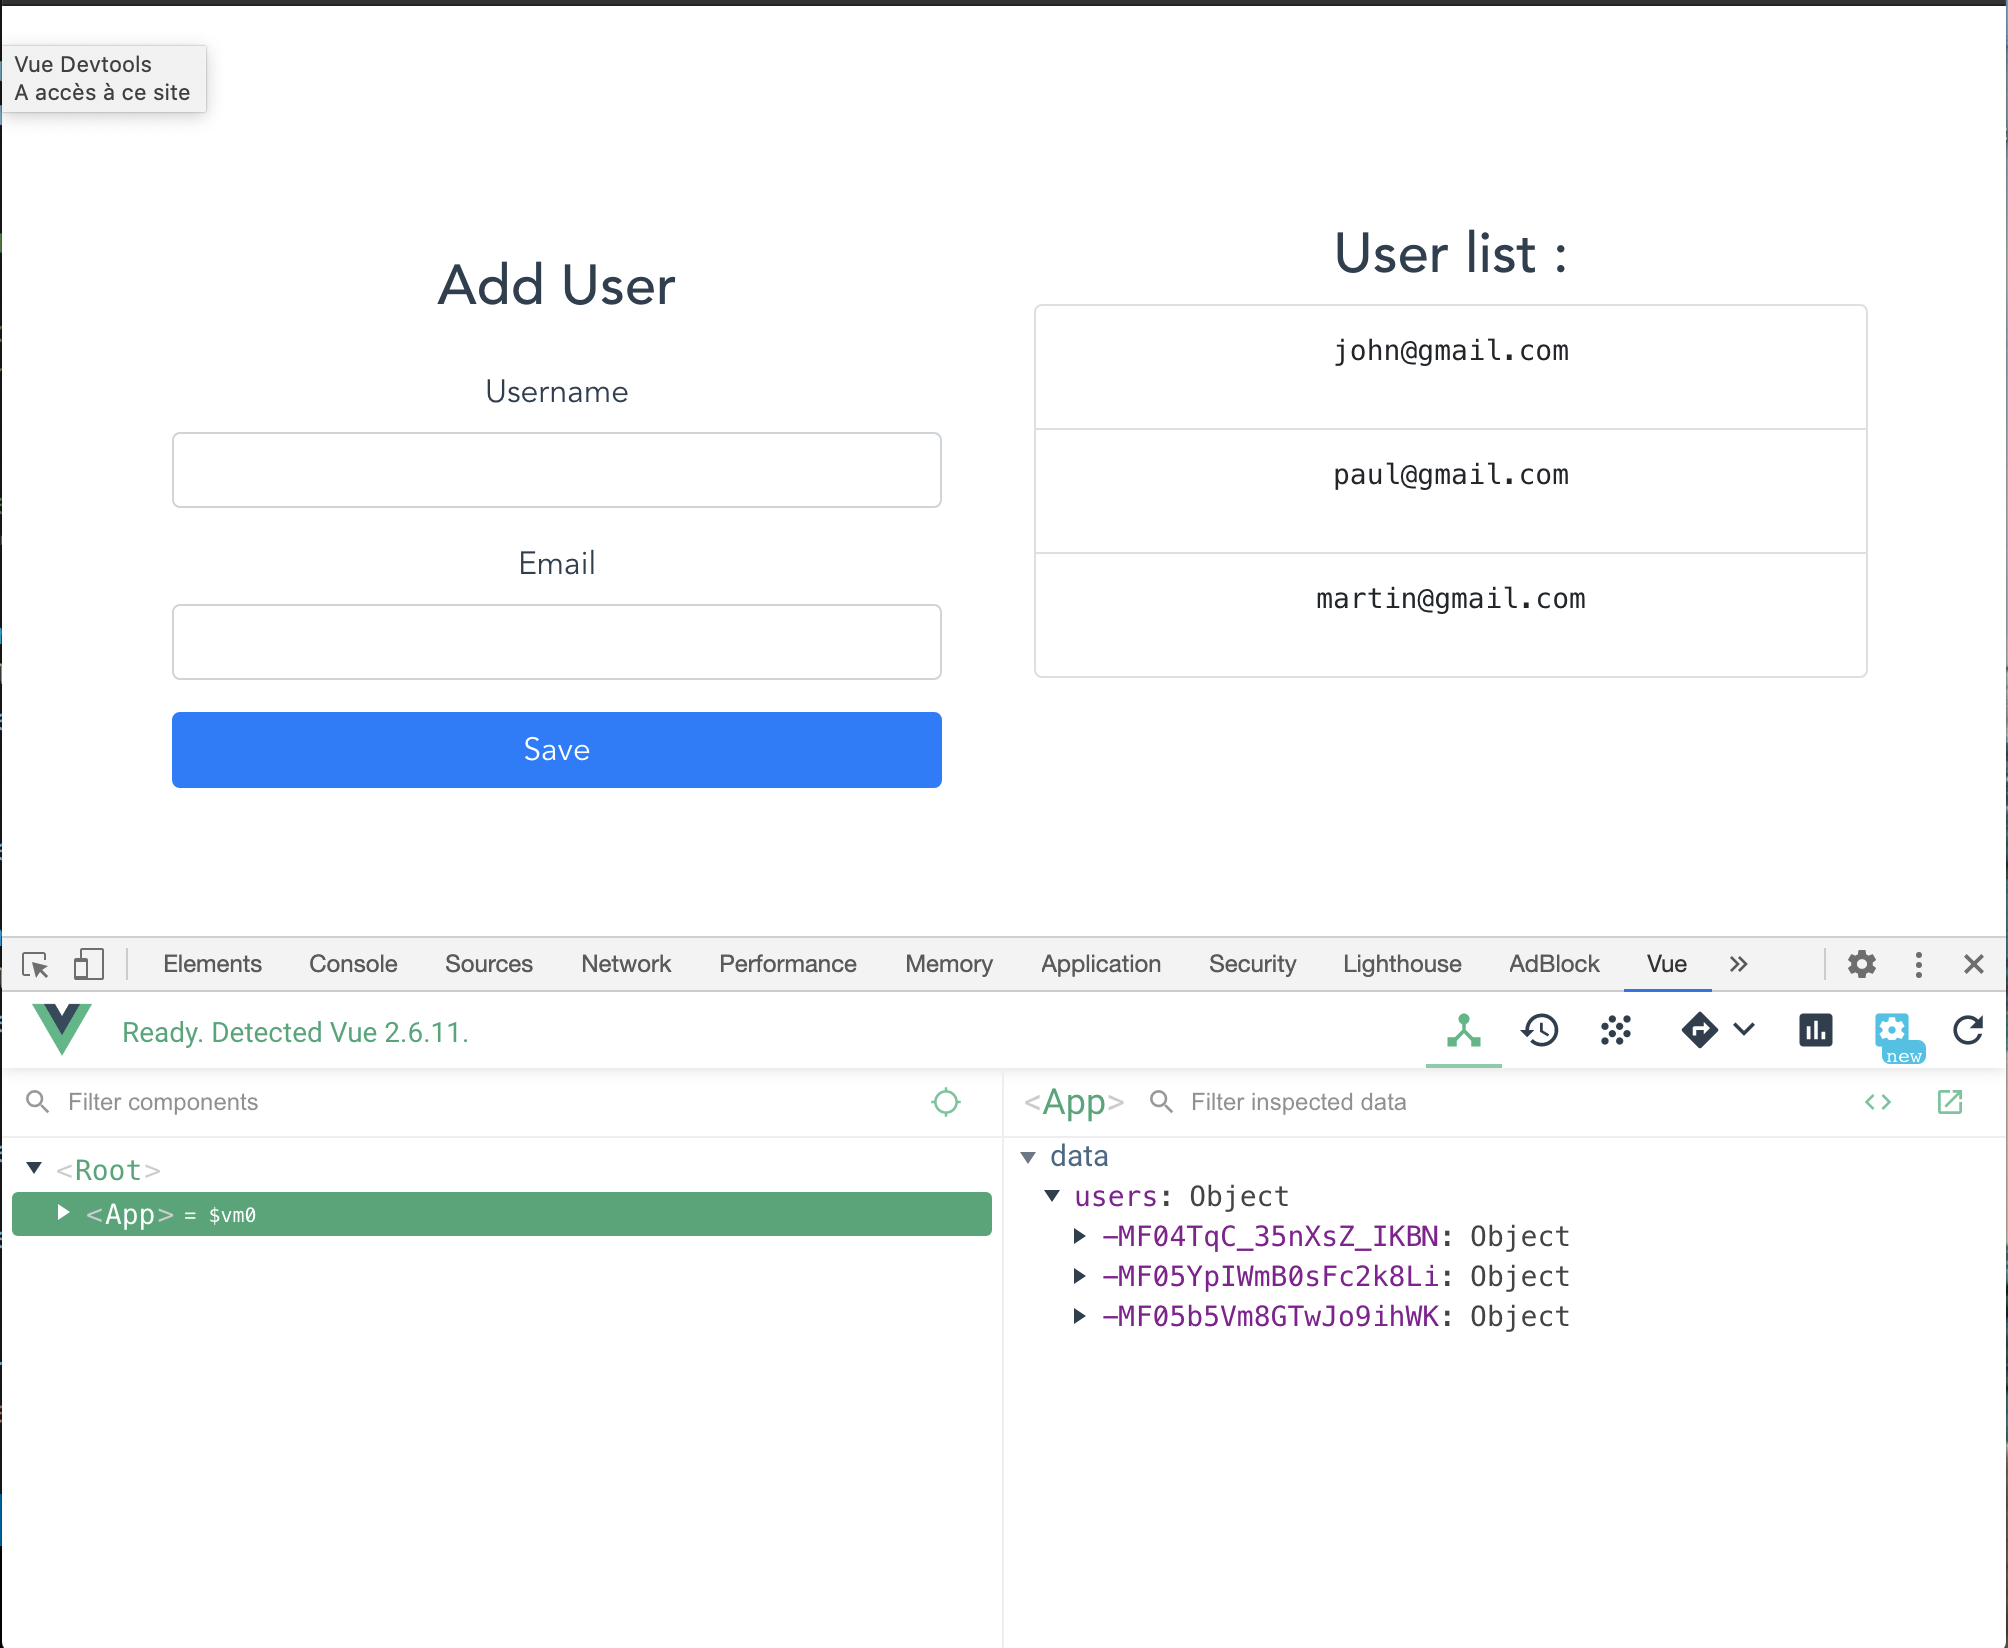 Vue Devtools
A accès à ce site
Add User
Username
Email
Save
User list :
john@gmail.com
paul@gmail.com
martin@gmail.com
Elements Console Sources Network Performance Memory Application Security Lighthouse AdBlock Vue »
Ready. Detected Vue 2.6.11.
new
Filter components
<Root>
<App> = $vm0
<App> Filter inspected data
data
users: Object
-MF04TqC_35nXsZ_IKBN: Object
-MF05YpIWmB0sFc2k8Li: Object
-MF05b5Vm8GTwJo9ihWK: Object